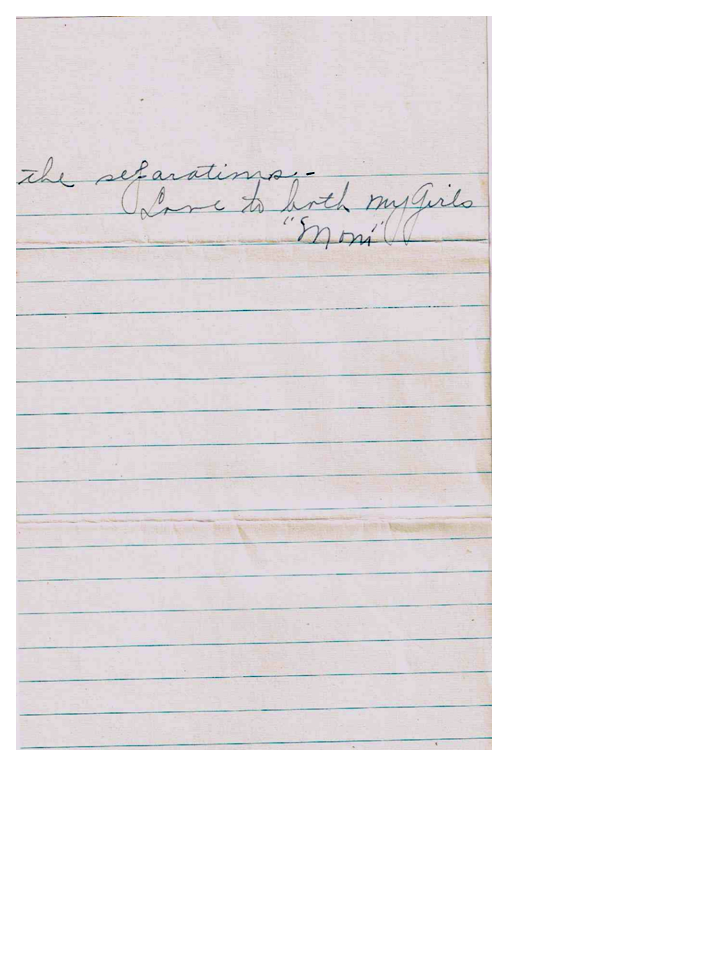 the separations -
Love to both my Girls
"Mom"